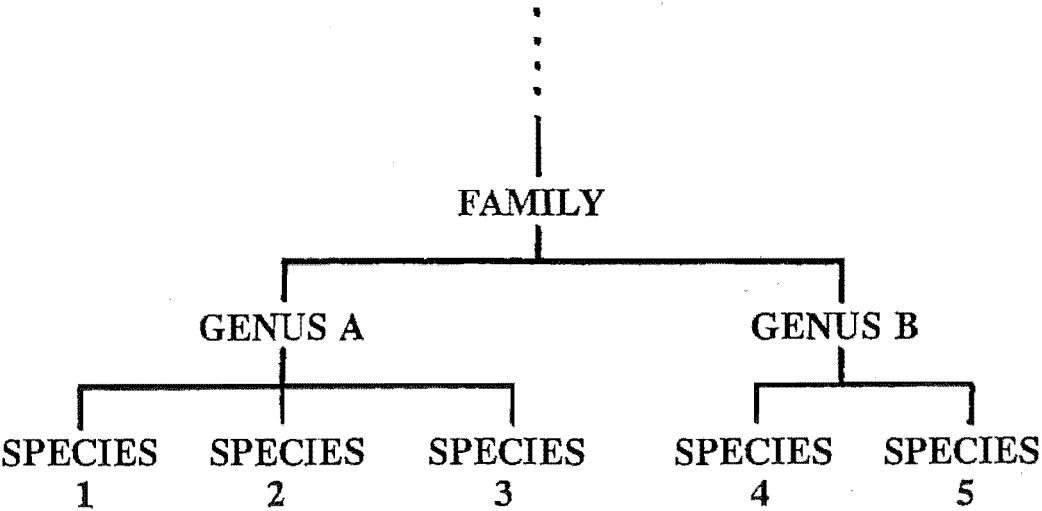 FAMILY
GENUS A GENUS B
SPECIES SPECIES SPECIES SPECIES SPECIES
1 2 3 4 5